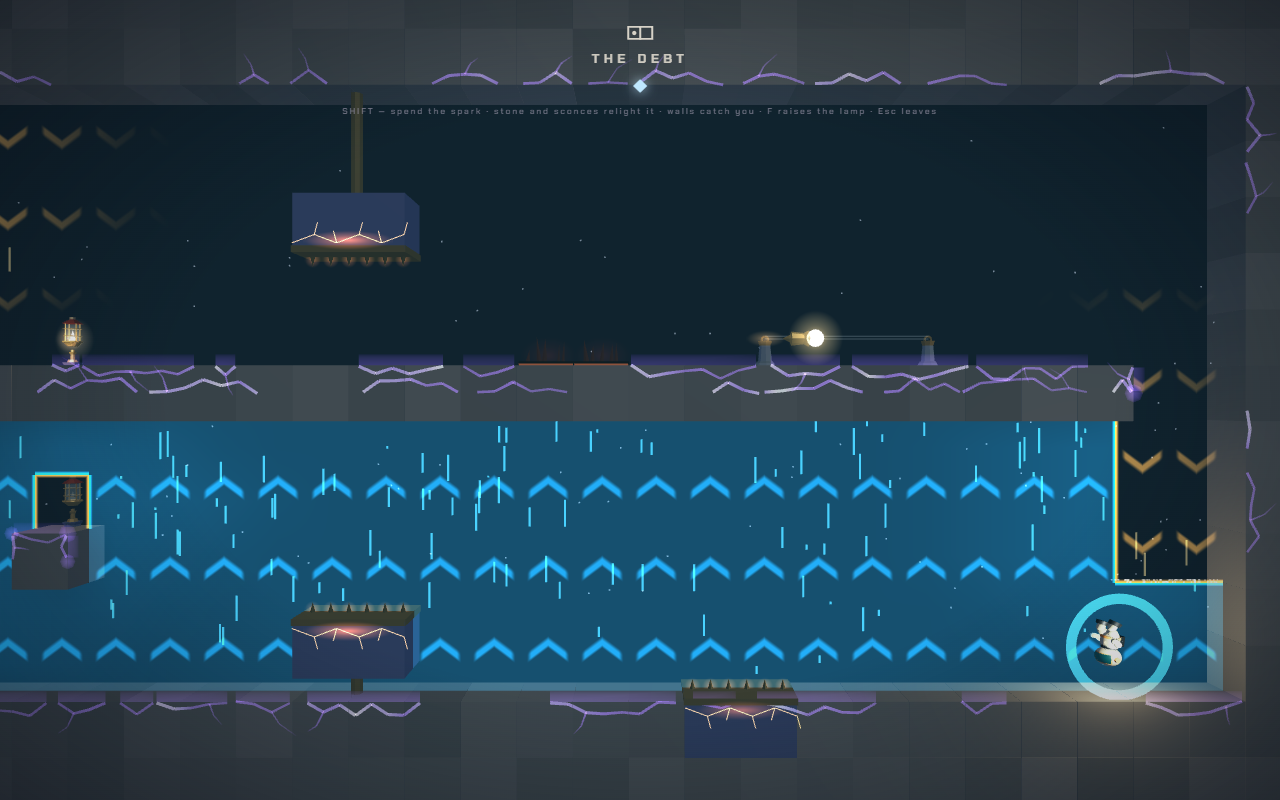 THE DEBT
SHIFT — spend the spark · stone and sconces relight it · walls catch you · F raises the lamp · Esc leaves